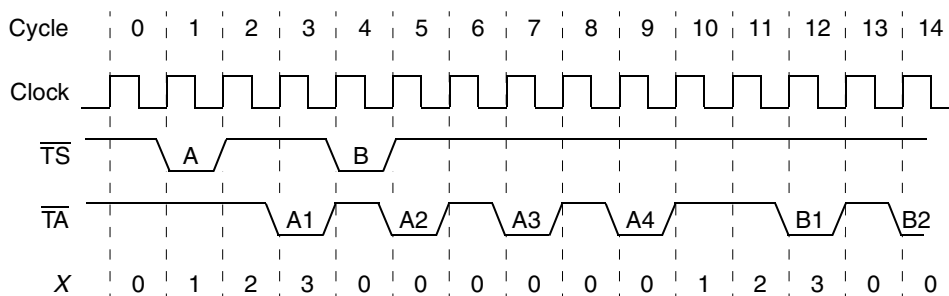 Cycle 0 1 2 3 4 5 6 7 8 9 10 11 12 13 14
Clock
TS A B
TA A1 A2 A3 A4 B1 B2
X 0 1 2 3 0 0 0 0 0 0 1 2 3 0 0